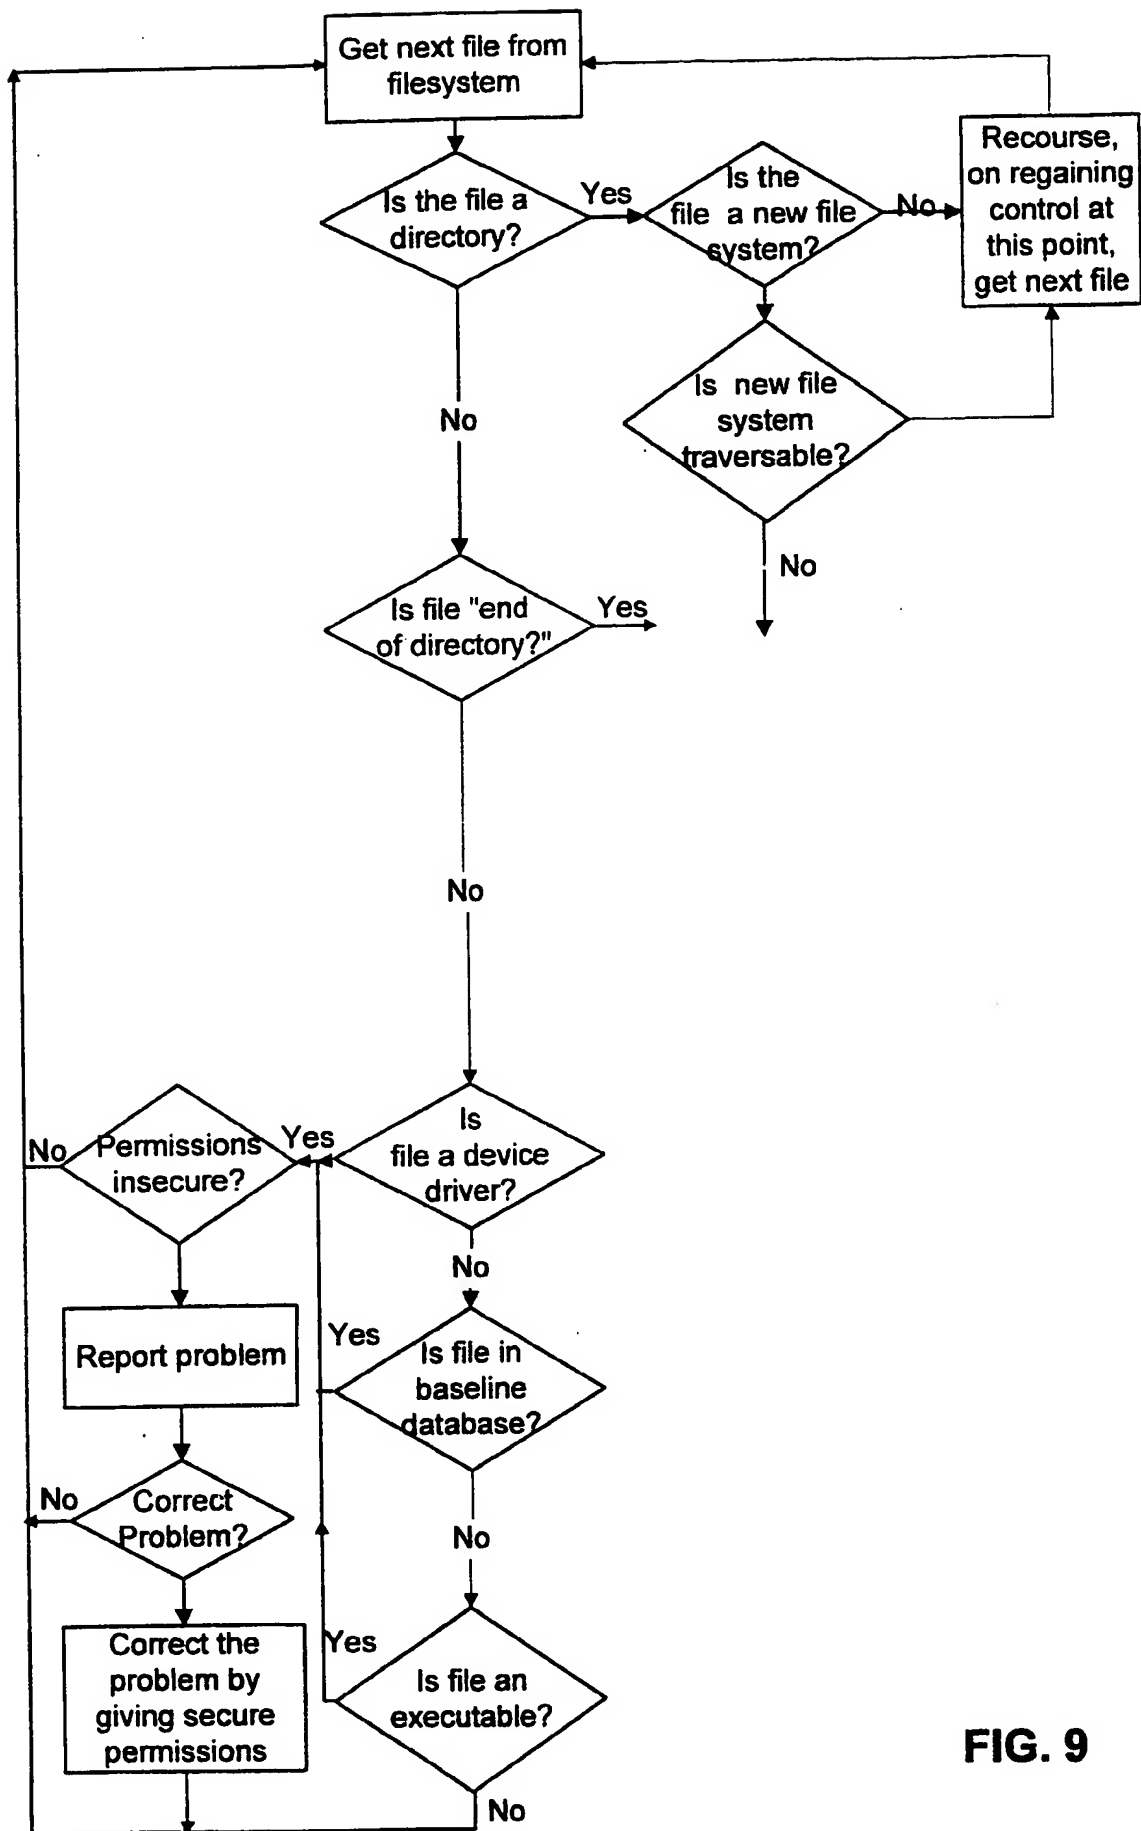 Get next file from
filesystem
Recourse,
on regaining
control at
this point,
get next file
Is the file a
directory?
Yes
Is the
file a new file
system?
No
Is new file
system
traversable?
No
No
Is file "end
of directory?"
Yes
No
No
Permissions
insecure?
Yes
Is
file a device
driver?
No
Report problem
Yes
Is file in
baseline
database?
No
Correct
Problem?
No
Correct the
problem by
giving secure
permissions
Yes
Is file an
executable?
No
FIG. 9